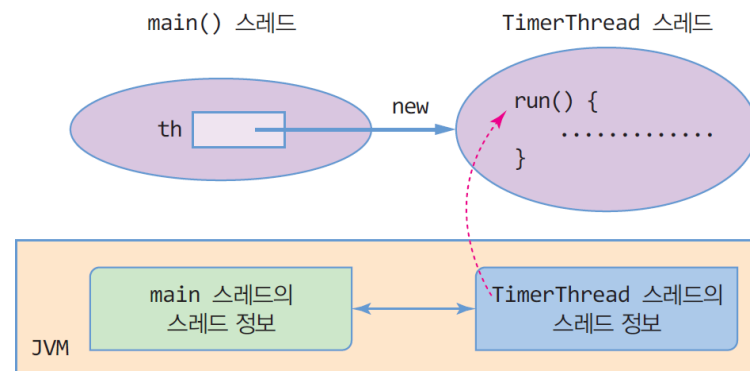 main() 스레드
TimerThread 스레드
th
new
run() {
.............
}
main 스레드의
스레드 정보
TimerThread 스레드의
스레드 정보
JVM